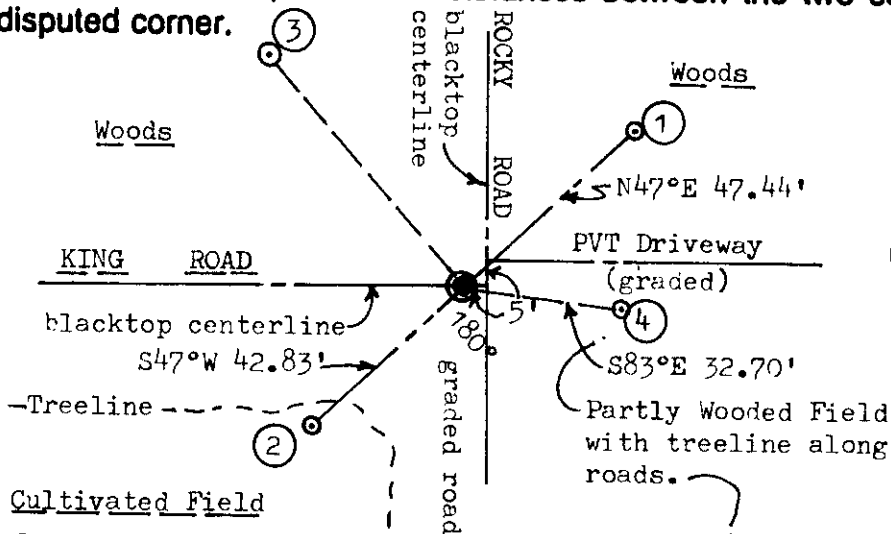 disputed corner.
3
ROCKY ROAD
blacktop
centerline
Woods
1
Woods
N47°E 47.44'
PVT Driveway
(graded)
KING ROAD
5'
4
180°
blacktop centerline
S47°W 42.83'
S83°E 32.70'
Treeline
2
graded road
Partly Wooded Field
with treeline along
roads.
Cultivated Field